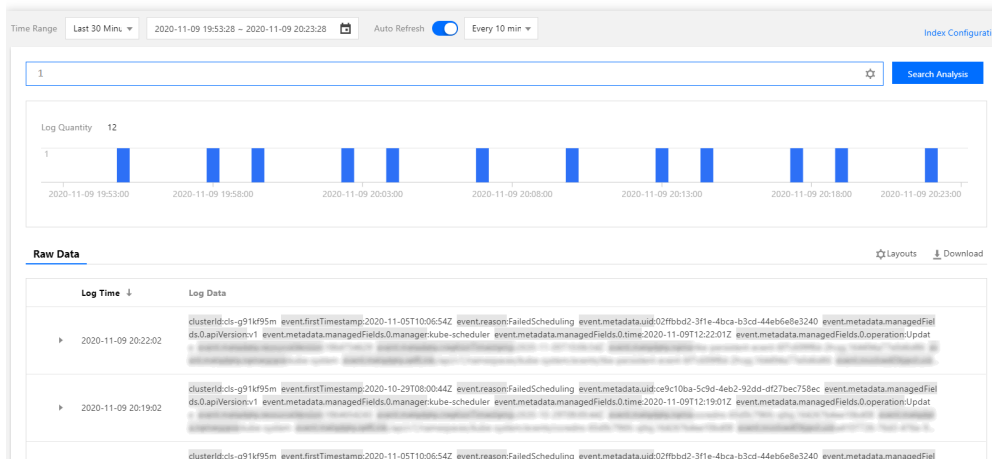 Time Range Last 30 Minu 2020-11-09 19:53:28 ~ 2020-11-09 20:23:28 Auto Refresh Every 10 min
Index Configurati
1 Search Analysis
Log Quantity 12
1
2020-11-09 19:53:00 2020-11-09 19:58:00 2020-11-09 20:03:00 2020-11-09 20:08:00 2020-11-09 20:13:00 2020-11-09 20:18:00 2020-11-09 20:23:00
Raw Data Layouts Download
Log Time ↓ Log Data
clusterId:cls-g91kf95m event.firstTimestamp:2020-11-05T10:06:54Z event.reason:FailedScheduling event.metadata.uid:02ffbbd2-3f1e-4bca-b3cd-44eb6e8e3240 event.metadata.managedFiel
ds.0.apiVersion:v1 event.metadata.managedFields.0.manager:kube-scheduler event.metadata.managedFields.0.time:2020-11-09T12:22:01Z event.metadata.managedFields.0.operation:Updat
2020-11-09 20:22:02
clusterId:cls-g91kf95m event.firstTimestamp:2020-10-29T08:00:44Z event.reason:FailedScheduling event.metadata.uid:ce9c10ba-5c9d-4eb2-92dd-df27bec758ec event.metadata.managedFiel
ds.0.apiVersion:v1 event.metadata.managedFields.0.manager:kube-scheduler event.metadata.managedFields.0.time:2020-11-09T12:19:01Z event.metadata.managedFields.0.operation:Updat
2020-11-09 20:19:02
clusterId:cls-g91kf95m event.firstTimestamp:2020-11-05T10:06:54Z event.reason:FailedScheduling event.metadata.uid:02ffbbd2-3f1e-4bca-b3cd-44eb6e8e3240 event.metadata.managedFiel